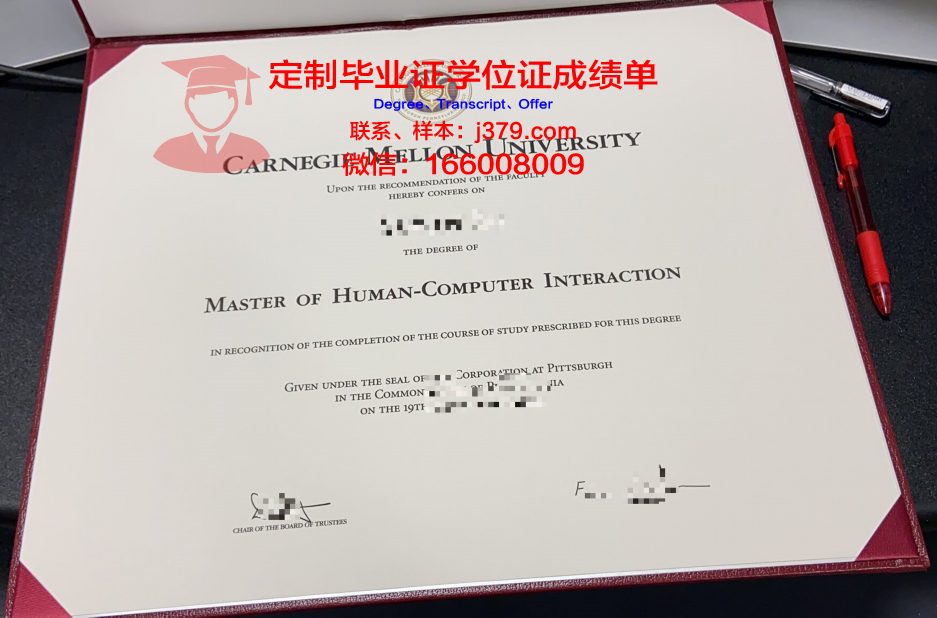 定制毕业证学位证成绩单
Degree、Transcript、Offer
联系、样本：j379.com
CARNEGIE MELLON UNIVERSITY
微信：166008009
UPON THE RECOMMENDATION OF THE FACULTY
HEREBY CONFERS ON
THE DEGREE OF
MASTER OF HUMAN-COMPUTER INTERACTION
IN RECOGNITION OF THE COMPLETION OF THE COURSE OF STUDY PRESCRIBED FOR THIS DEGREE
GIVEN UNDER THE SEAL OF CORPORATION AT PITTSBURGH
IN THE COMMON OF
ON THE 19TH
CHAIR OF THE BOARD OF TRUSTEES